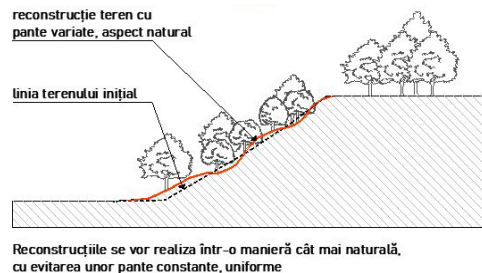 reconstrucție teren cu
pante variate, aspect natural
linia terenului inițial
Reconstrucțiile se vor realiza într-o manieră cât mai naturală,
cu evitarea unor pante constante, uniforme